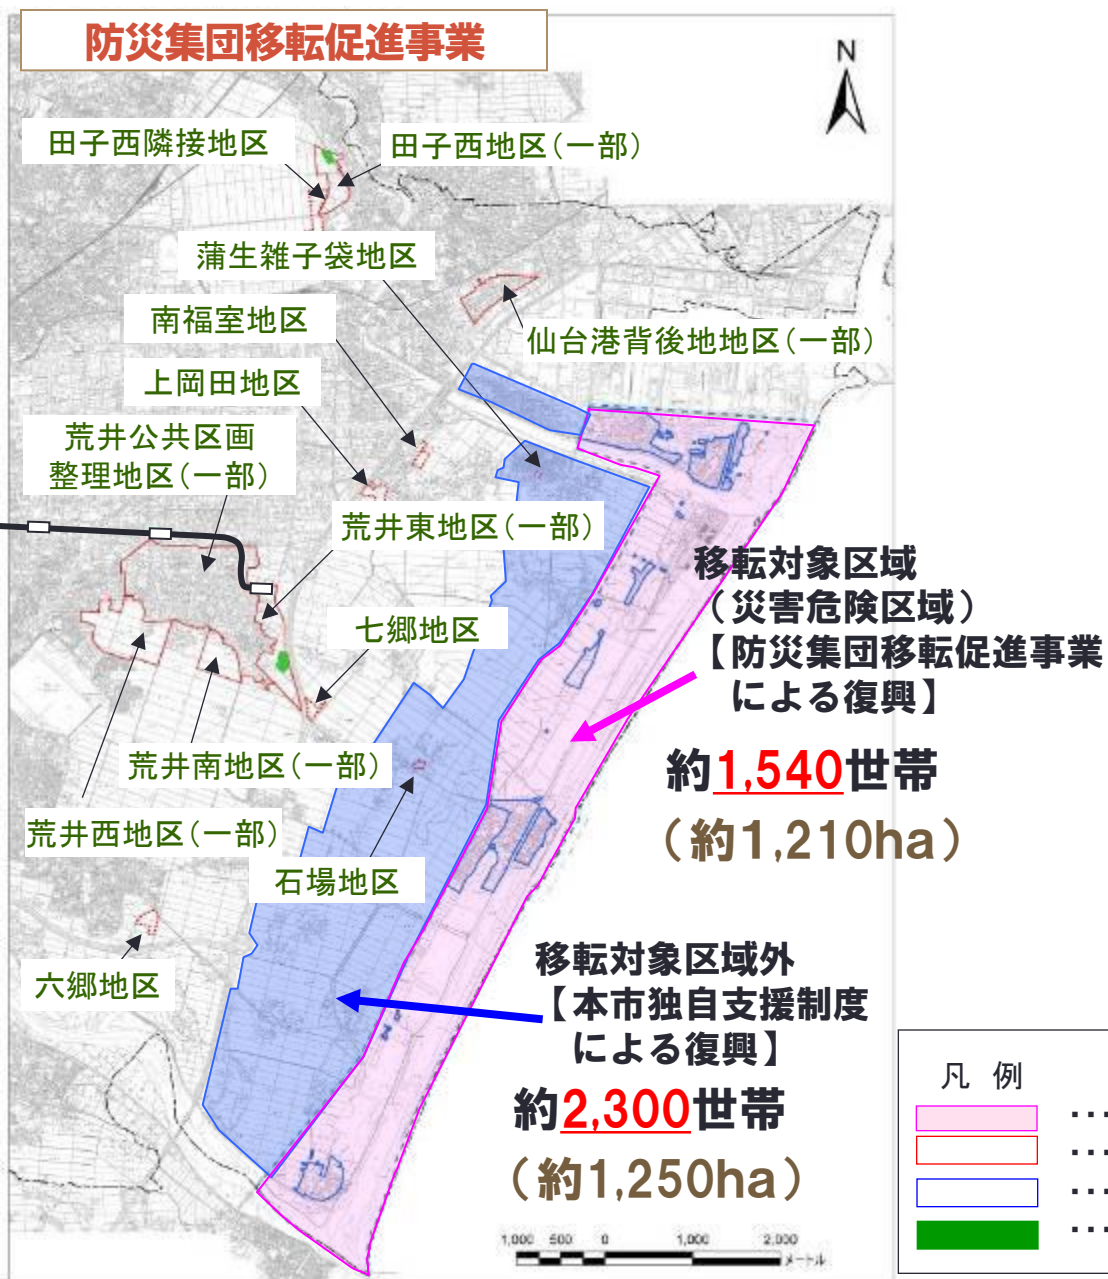 防災集団移転促進事業
N
田子西隣接地区
田子西地区(一部)
蒲生雑子袋地区
南福室地区
仙台港背後地地区(一部)
上岡田地区
荒井公共区画
整理地区(一部)
荒井東地区(一部)
移転対象区域
(災害危険区域)
【防災集団移転促進事業
による復興】
七郷地区
約1,540世帯
(約1,210ha)
荒井南地区(一部)
荒井西地区(一部)
石場地区
六郷地区
移転対象区域外
【本市独自支援制度
による復興】
約2,300世帯
(約1,250ha)
凡 例
…
…
…
…
1,000 500 0 1,000 2,000
メートル